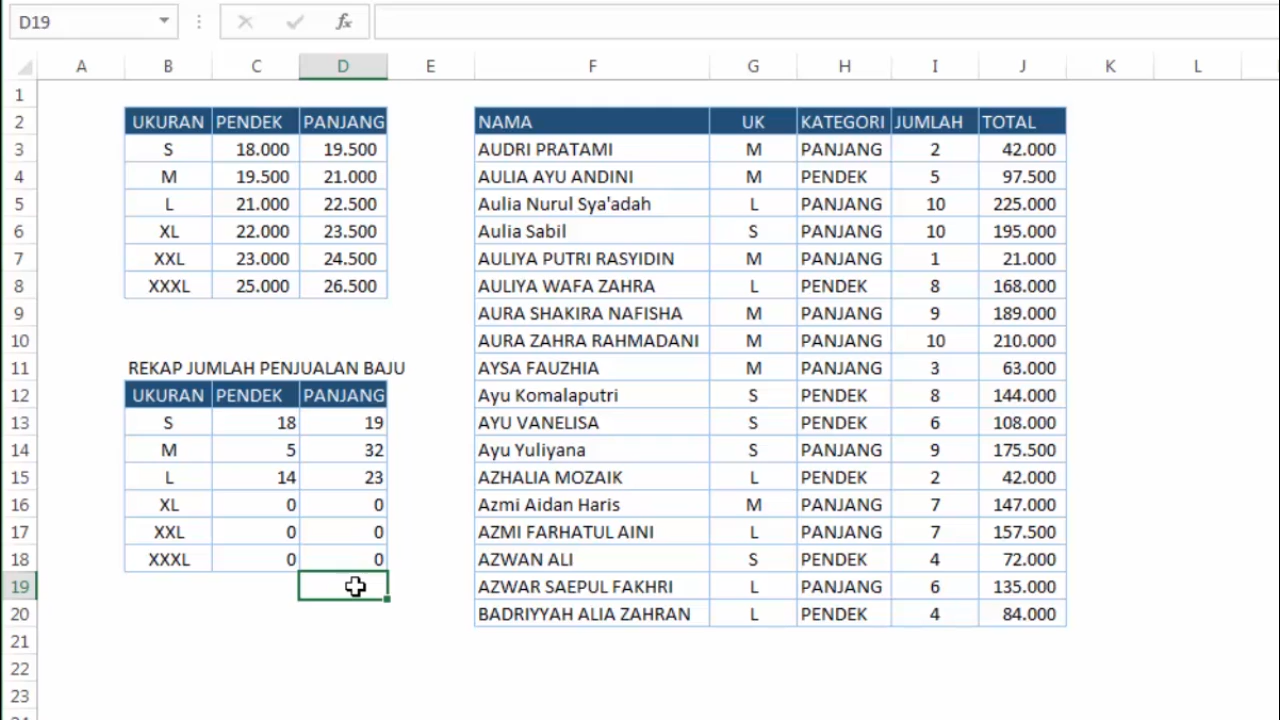 D19 fx
A B C D E F G H I J K L
1
2 UKURAN PENDEK PANJANG NAMA UK KATEGORI JUMLAH TOTAL
3 S 18.000 19.500 AUDRI PRATAMI M PANJANG 2 42.000
4 M 19.500 21.000 AULIA AYU ANDINI M PENDEK 5 97.500
5 L 21.000 22.500 Aulia Nurul Sya'adah L PANJANG 10 225.000
6 XL 22.000 23.500 Aulia Sabil S PANJANG 10 195.000
7 XXL 23.000 24.500 AULIYA PUTRI RASYIDIN M PANJANG 1 21.000
8 XXXL 25.000 26.500 AULIYA WAFA ZAHRA L PENDEK 8 168.000
9 AURA SHAKIRA NAFISHA M PANJANG 9 189.000
10 AURA ZAHRA RAHMADANI M PANJANG 10 210.000
11 REKAP JUMLAH PENJUALAN BAJU AYSA FAUZHIA M PANJANG 3 63.000
12 UKURAN PENDEK PANJANG Ayu Komalaputri S PENDEK 8 144.000
13 S 18 19 AYU VANELISA S PENDEK 6 108.000
14 M 5 32 Ayu Yuliyana S PANJANG 9 175.500
15 L 14 23 AZHALIA MOZAIK L PENDEK 2 42.000
16 XL 0 0 Azmi Aidan Haris M PANJANG 7 147.000
17 XXL 0 0 AZMI FARHATUL AINI L PANJANG 7 157.500
18 XXXL 0 0 AZWAN ALI S PENDEK 4 72.000
19 AZWAR SAEPUL FAKHRI L PANJANG 6 135.000
20 BADRIYYAH ALIA ZAHRAN L PENDEK 4 84.000
21
22
23